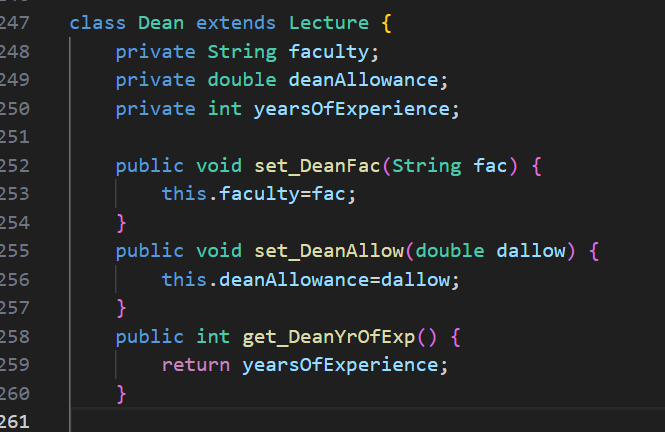 247 class Dean extends Lecture {
248 private String faculty;
249 private double deanAllowance;
250 private int yearsOfExperience;
251
252 public void set_DeanFac(String fac) {
253 this.faculty=fac;
254 }
255 public void set_DeanAllow(double dallow) {
256 this.deanAllowance=dallow;
257 }
258 public int get_DeanYrOfExp() {
259 return yearsOfExperience;
260 }
261